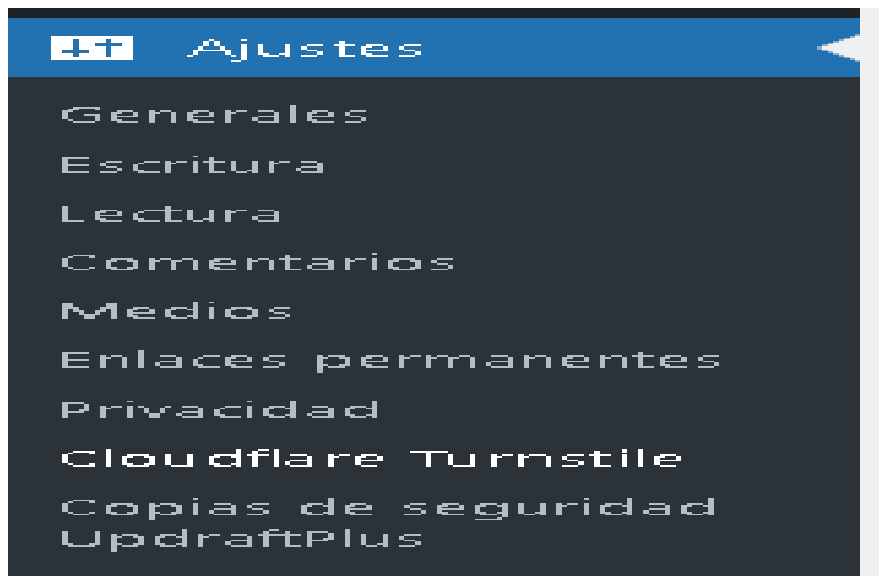 Ajustes
Generales
Escritura
Lectura
Comentarios
Medios
Enlaces permanentes
Privacidad
Cloudflare Turnstile
Copias de seguridad
UpdraftPlus